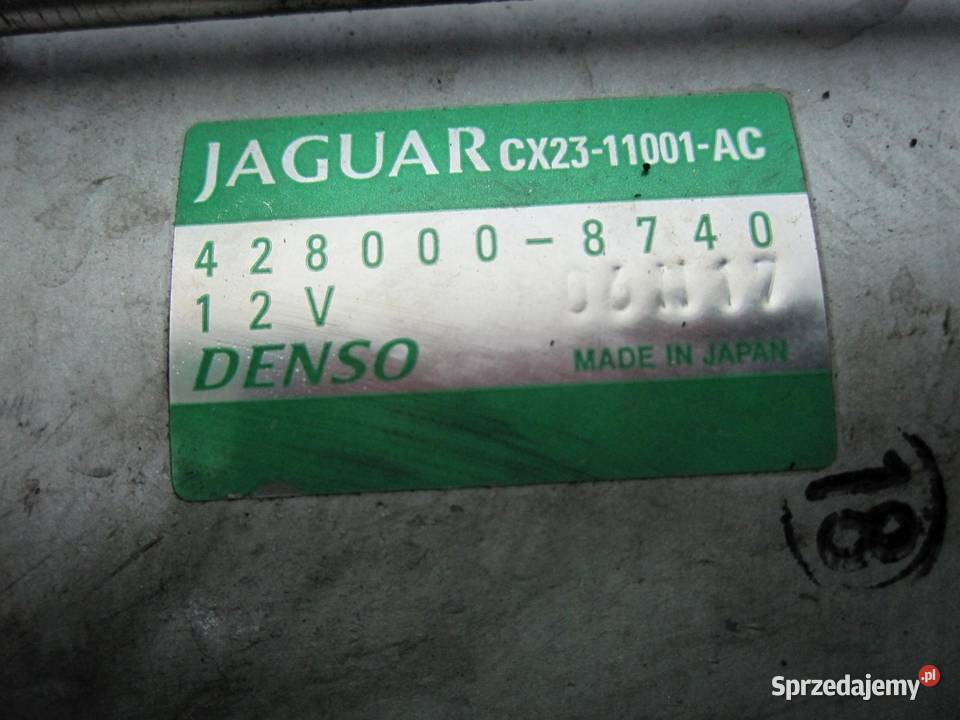 JAGUAR CX23-11001-AC
428000-8740
12V
DENSO MADE IN JAPAN
18
Sprzedajemy.pl